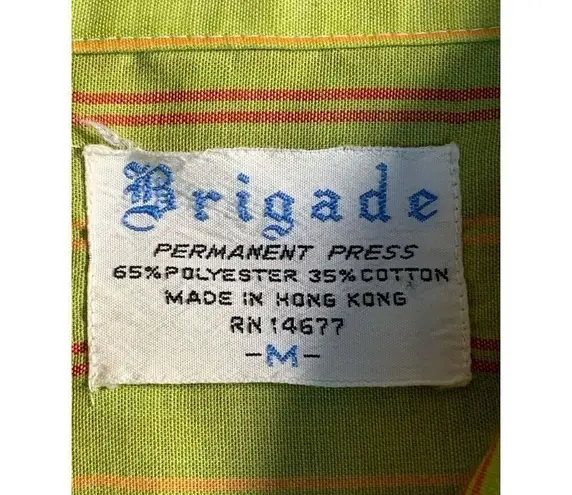 Brigade
PERMANENT PRESS
65% POLYESTER 35% COTTON
MADE IN HONG KONG
RN 14677
-M-